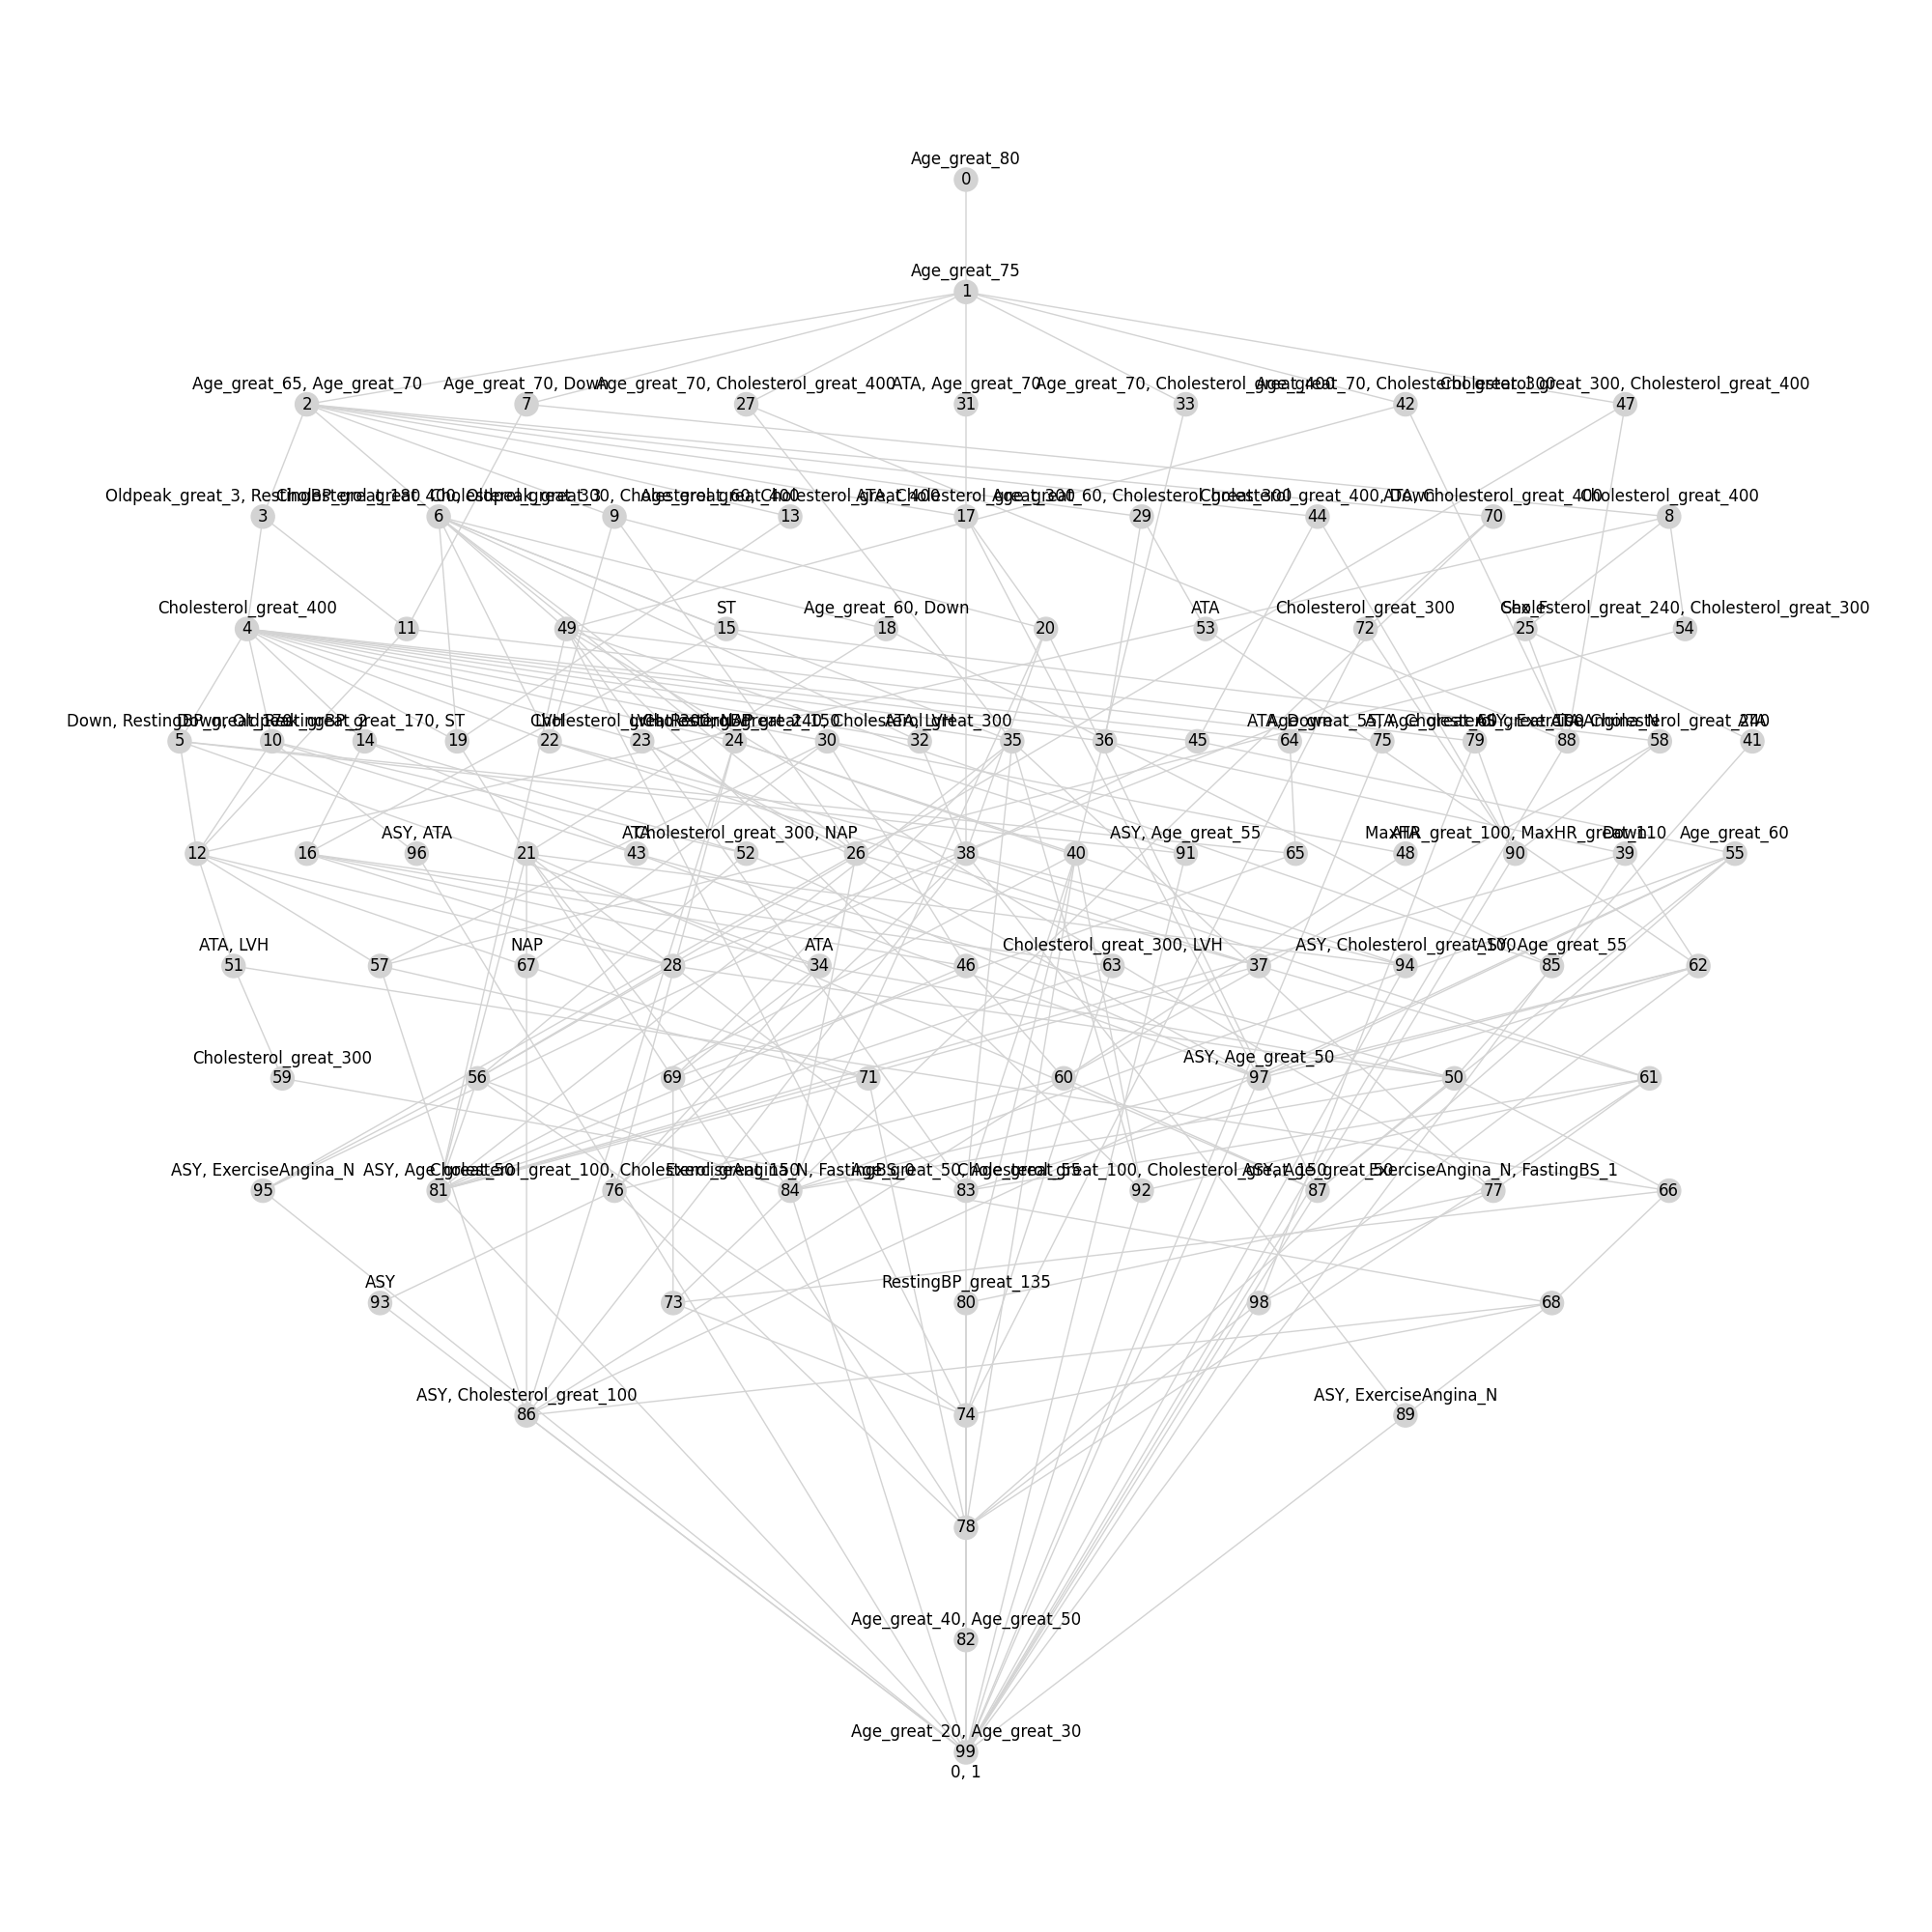 Age_great_80
0
Age_great_75
1
Age_great_65, Age_great_70 Age_great_70, Down Age_great_70, Cholesterol_great_400 ATA, Age_great_70 Age_great_70, Cholesterol_great_400 Age_great_70, Cholesterol_great_300 Cholesterol_great_300, Cholesterol_great_400
2 7 27 31 33 42 47
Oldpeak_great_3, RestingBP_great_180 Cholesterol_great_400, Oldpeak_great_3 Cholesterol_great_300, Cholesterol_great_400 Age_great_60, Cholesterol_great_400 ATA, Cholesterol_great_300 Age_great_60, Cholesterol_great_300 Cholesterol_great_400, Down ATA, Cholesterol_great_400 Cholesterol_great_400
3 6 9 13 17 29 44 70 8
Cholesterol_great_400 ST Age_great_60, Down ATA Cholesterol_great_300 Sex_F Cholesterol_great_240, Cholesterol_great_300
4 11 49 15 18 20 53 72 25 54
Down, RestingBP_great_170 Down, Oldpeak_great_2 RestingBP_great_170, ST LVH ATA, LVH ATA, Down ATA
5 10 14 19 22 23 24 30 32 35 36 45 64 75 79 88 58 41
ASY, ATA ATA Cholesterol_great_300, NAP ASY, Age_great_55 ATA MaxHR_great_100, MaxHR_great_110 Down Age_great_60
12 16 96 21 43 52 26 38 40 91 65 48 90 39 55
ATA, LVH NAP ATA Cholesterol_great_300, LVH ASY, Cholesterol_great_100 ASY, Age_great_55
51 57 67 28 34 46 63 37 94 85 62
Cholesterol_great_300 ASY, Age_great_50
59 56 69 71 60 97 50 61
ASY, ExerciseAngina_N ASY, Age_great_50 Cholesterol_great_100, Cholesterol_great_150 ExerciseAngina_N, FastingBS_0 Age_great_50, Age_great_55 Cholesterol_great_100, Cholesterol_great_150 ASY, Age_great_50 ExerciseAngina_N, FastingBS_1
95 81 76 84 83 92 87 77 66
ASY RestingBP_great_135
93 73 80 98 68
ASY, Cholesterol_great_100 ASY, ExerciseAngina_N
86 74 89
78
Age_great_40, Age_great_50
82
Age_great_20, Age_great_30
99
0, 1